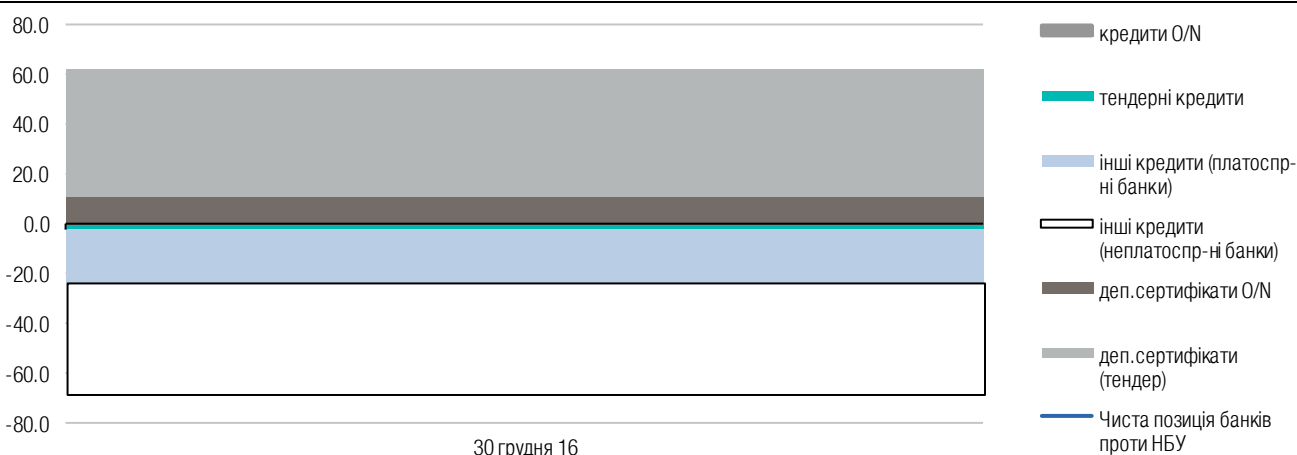 80.0
60.0
40.0
20.0
0.0
-20.0
-40.0
-60.0
-80.0
30 грудня 16
кредити O/N
тендерні кредити
інші кредити (платоспр-
ні банки)
інші кредити
(неплатоспр-ні банки)
деп.сертифікати O/N
деп.сертифікати
(тендер)
Чиста позиція банків
проти НБУ